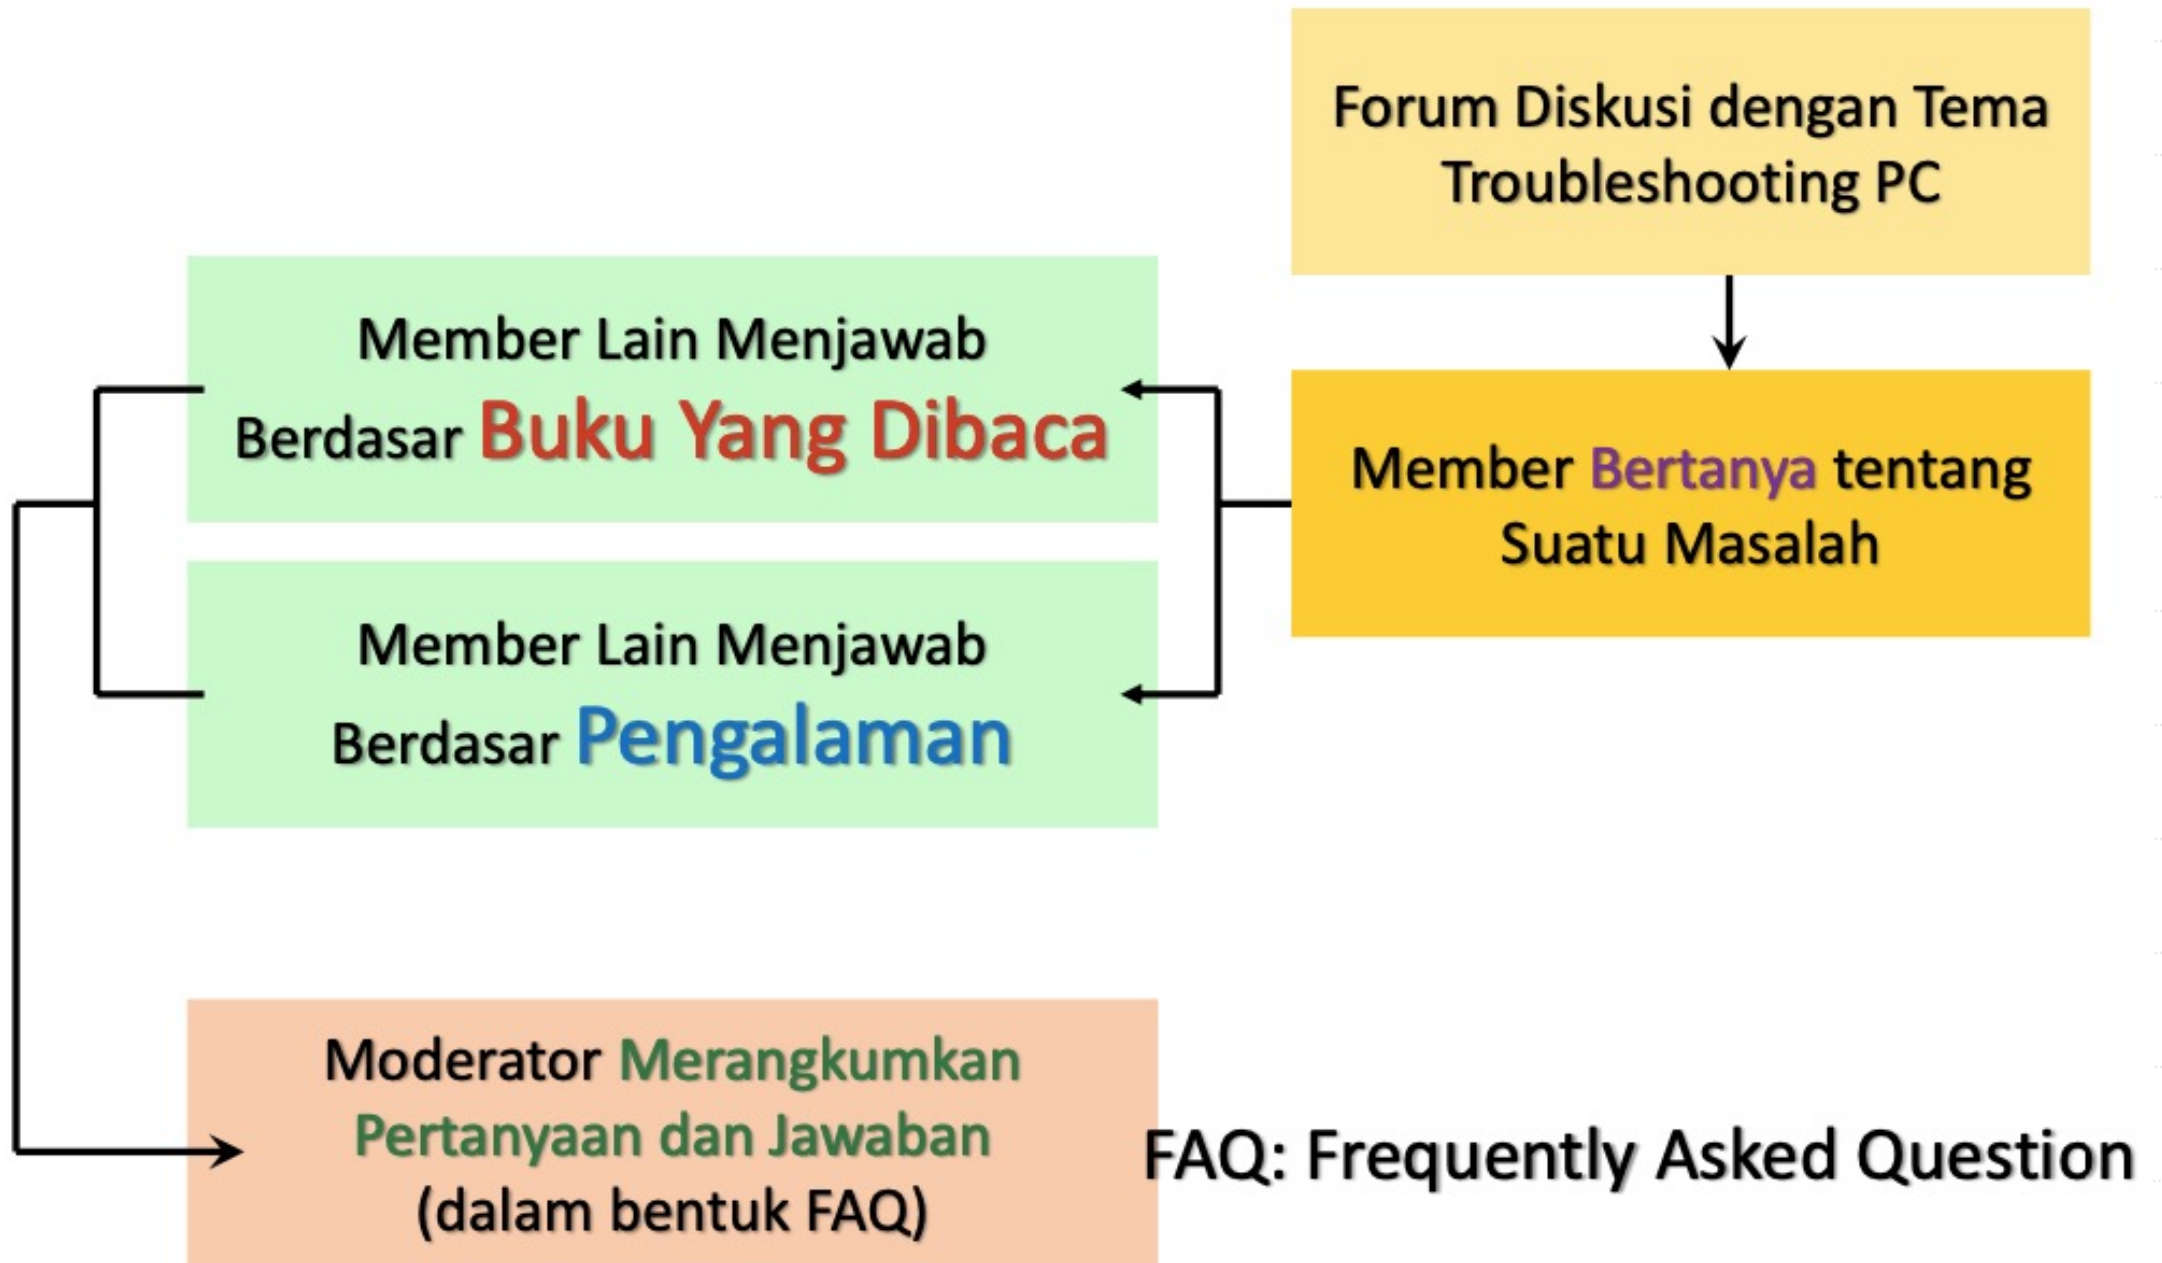 Forum Diskusi dengan Tema
Troubleshooting PC
Member Bertanya tentang
Suatu Masalah
Member Lain Menjawab
Berdasar Buku Yang Dibaca
Member Lain Menjawab
Berdasar Pengalaman
Moderator Merangkumkan
Pertanyaan dan Jawaban
(dalam bentuk FAQ)
FAQ: Frequently Asked Question